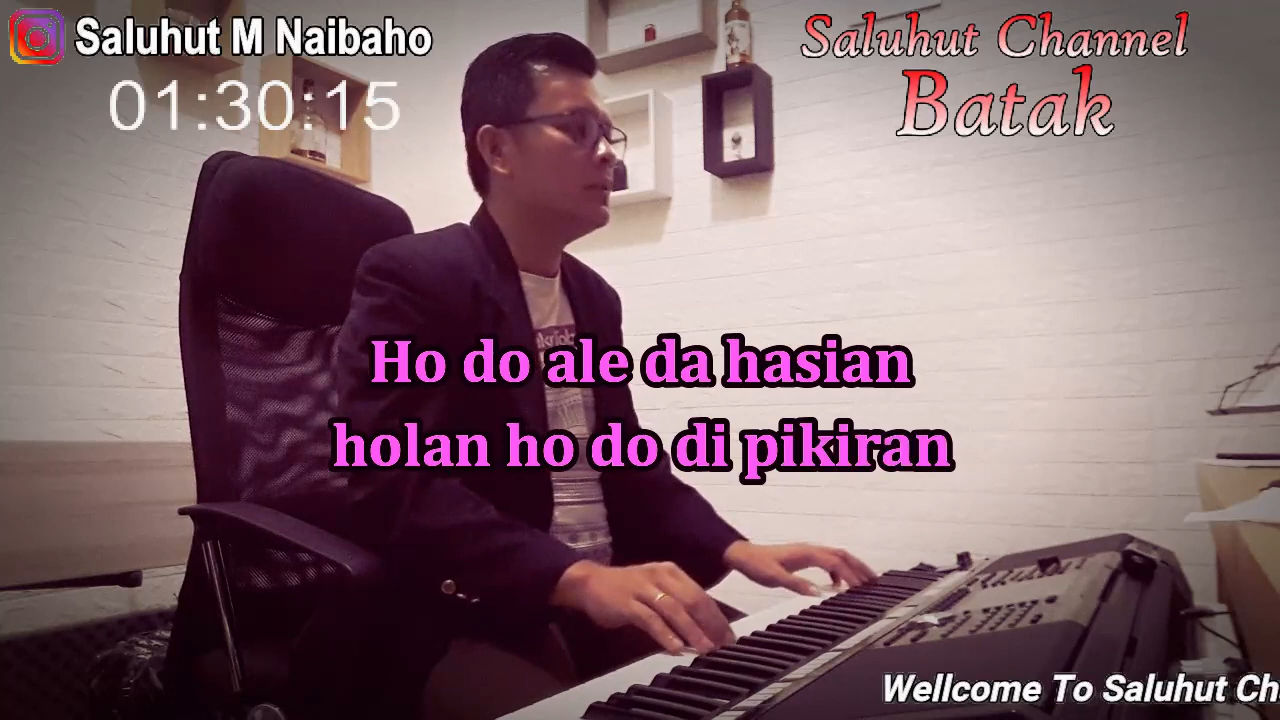 Saluhut M Naibaho
01:30:15
Saluhut Channel
Batak
Ho do ale da hasian
holan ho do di pikiran
Wellcome To Saluhut Ch